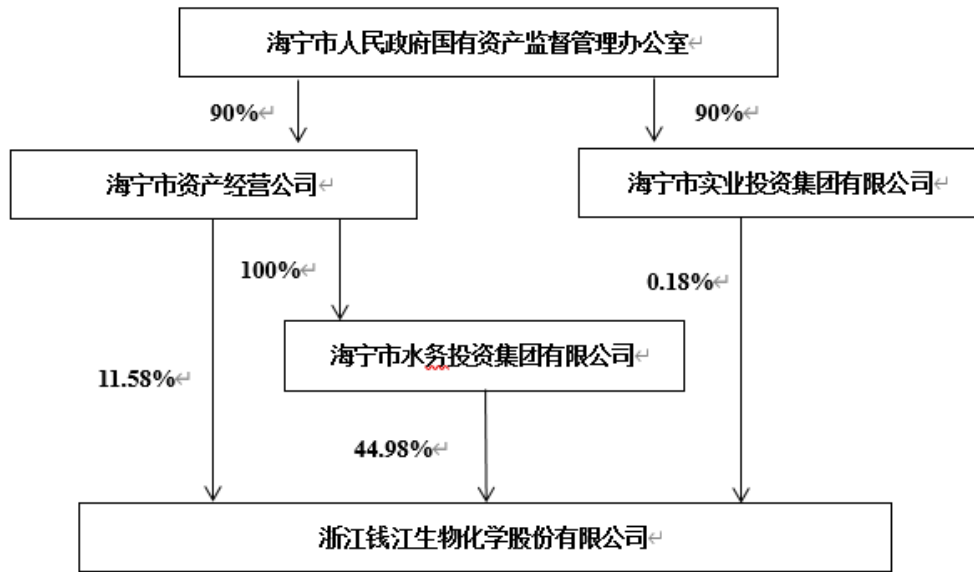 海宁市人民政府国有资产监督管理办公室↵
90%↵
90%↵
海宁市资产经营公司↵
海宁市实业投资集团有限公司↵
100%↵
0.18%↵
海宁市水务投资集团有限公司↵
11.58%↵
44.98%↵
浙江钱江生物化学股份有限公司↵